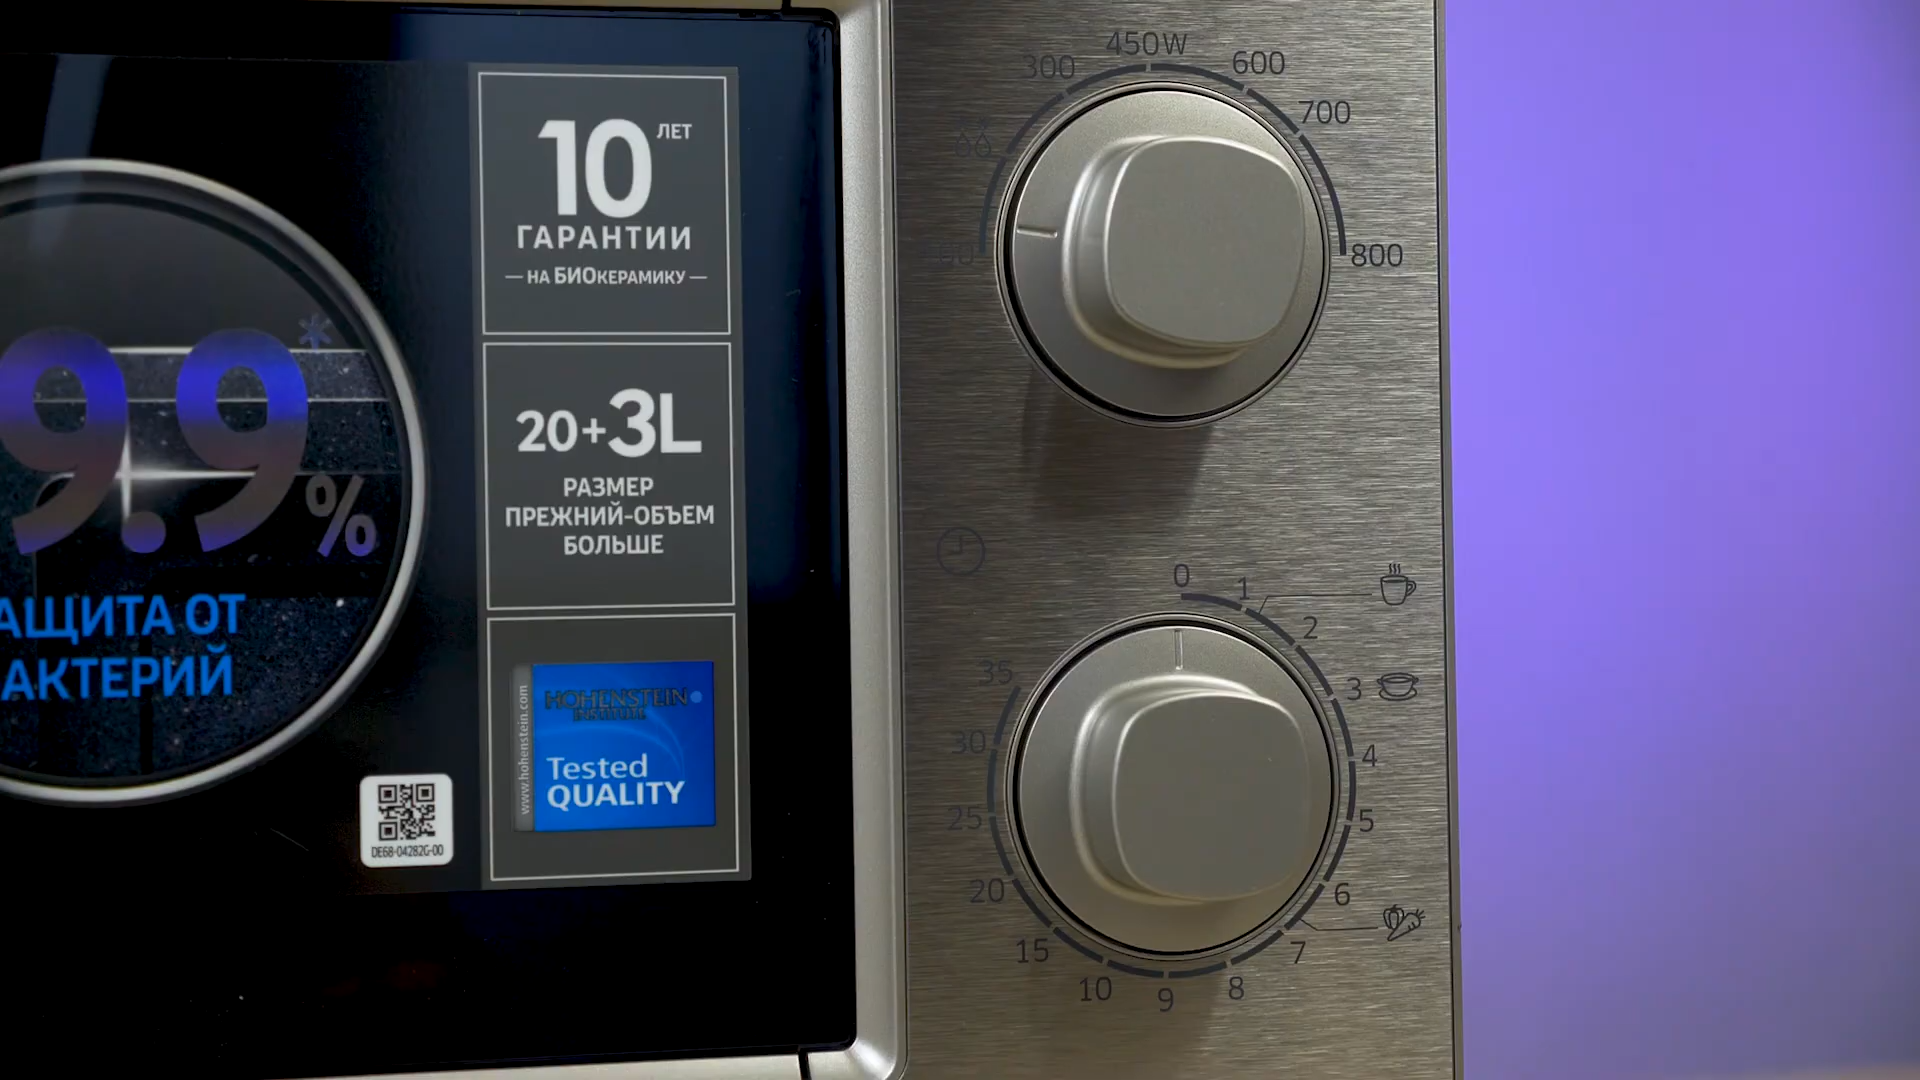 10 ЛЕТ
ГАРАНТИИ
— НА БИОКЕРАМИКУ —
20+3L
РАЗМЕР
ПРЕЖНИЙ-ОБЪЕМ
БОЛЬШЕ
HOHENSTEIN
INSTITUTE
Tested
QUALITY
www.hohenstein.com
9.9%*
АЩИТА ОТ
АКТЕРИЙ
DE68-04282G-00
300
450W
600
700
800
0
1
2
3
4
5
6
7
8
9
10
15
20
25
30
35